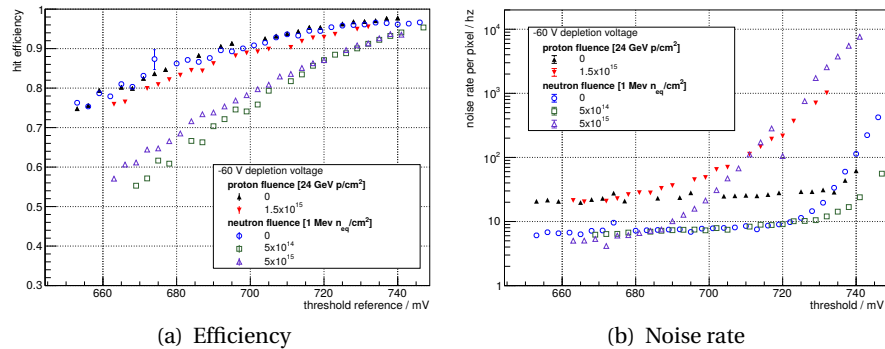 hit efficiency
1
0.9
0.8
0.7
0.6
0.5
0.4
0.3
-60 V depletion voltage
proton fluence [24 GeV p/cm²]
0
1.5x10¹⁵
neutron fluence [1 Mev n_eq/cm²]
0
5x10¹⁴
5x10¹⁵
660 680 700 720 740
threshold reference / mV
(a) Efficiency
noise rate per pixel / hz
10⁴
10³
10²
10
1
-60 V depletion voltage
proton fluence [24 GeV p/cm²]
0
1.5x10¹⁵
neutron fluence [1 Mev n_eq/cm²]
0
5x10¹⁴
5x10¹⁵
660 680 700 720 740
threshold / mV
(b) Noise rate